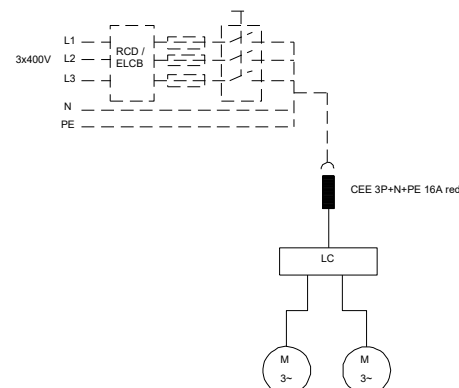 L1
3x400V
L2
L3
RCD /
ELCB
N
PE
CEE 3P+N+PE 16A red
LC
M
3~
M
3~